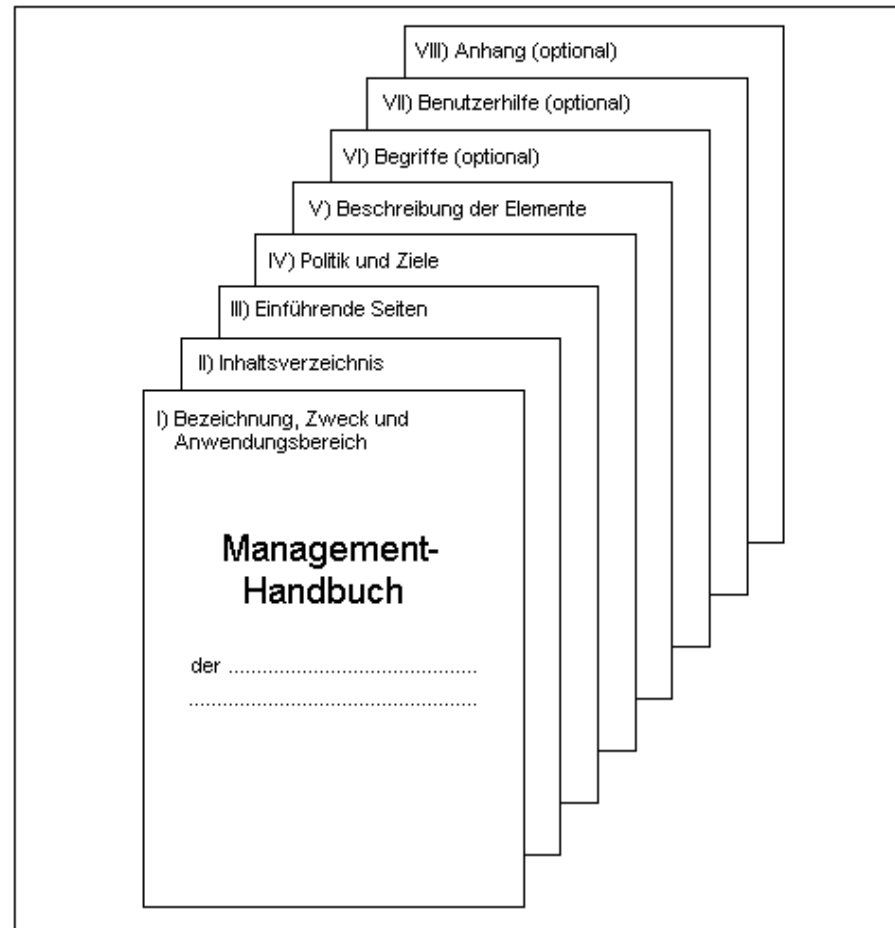 VIII) Anhang (optional)
VII) Benutzerhilfe (optional)
VI) Begriffe (optional)
V) Beschreibung der Elemente
IV) Politik und Ziele
III) Einführende Seiten
II) Inhaltsverzeichnis
I) Bezeichnung, Zweck und
Anwendungsbereich
Management-
Handbuch
der ..........................................
.................................................